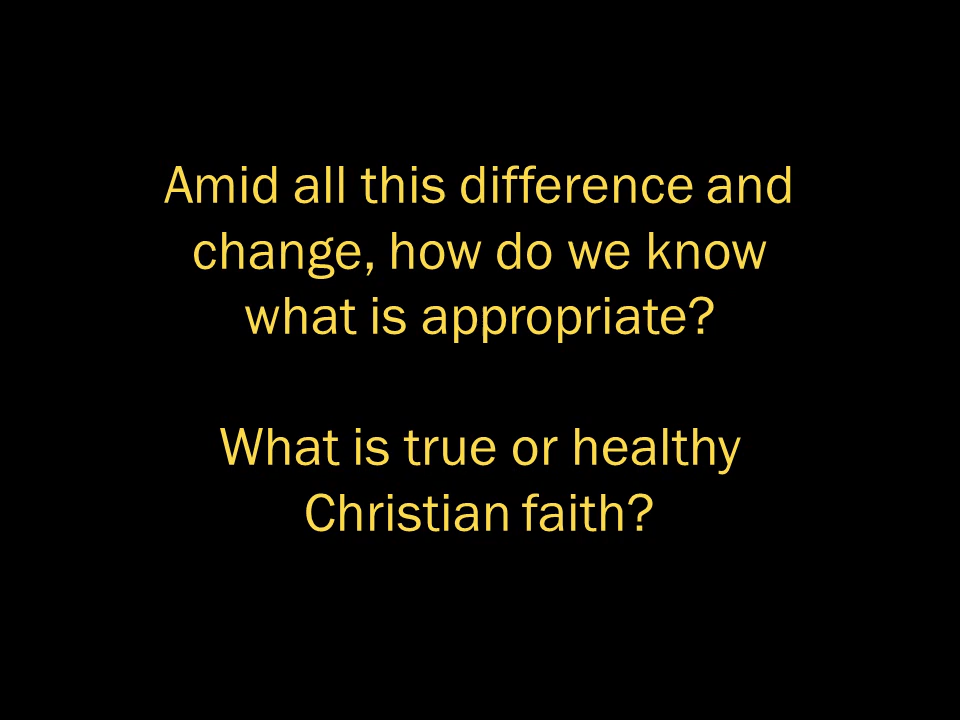 Amid all this difference and
change, how do we know
what is appropriate?
What is true or healthy
Christian faith?